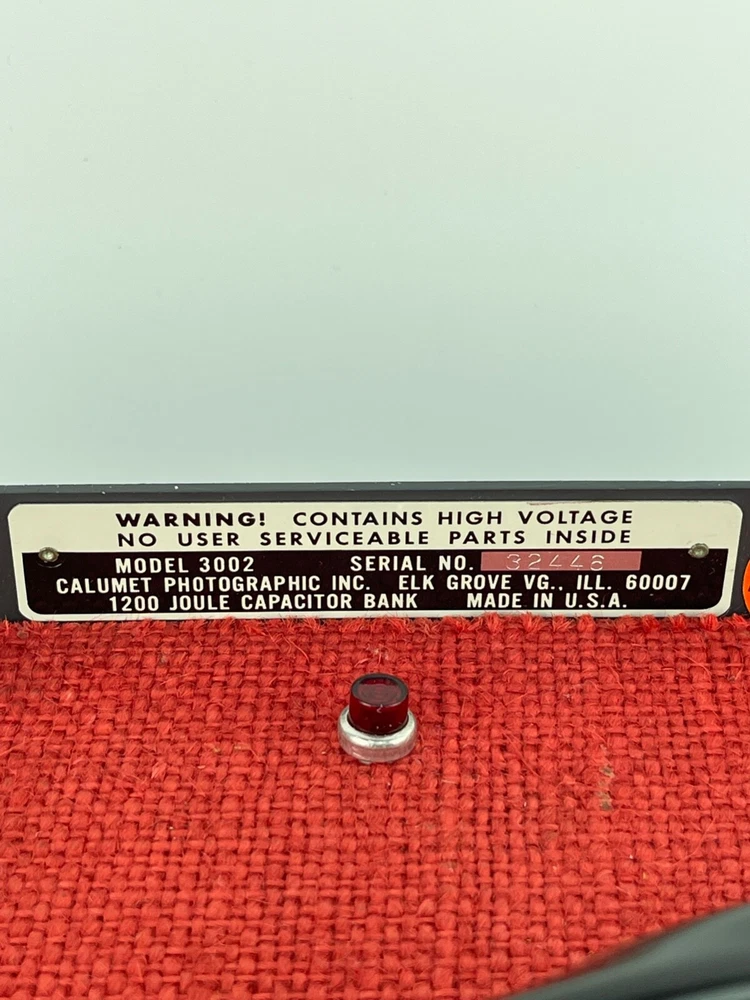 WARNING! CONTAINS HIGH VOLTAGE
NO USER SERVICEABLE PARTS INSIDE
MODEL 3002 SERIAL NO. 32448
CALUMET PHOTOGRAPHIC INC. ELK GROVE VG., ILL. 60007
1200 JOULE CAPACITOR BANK MADE IN U.S.A.